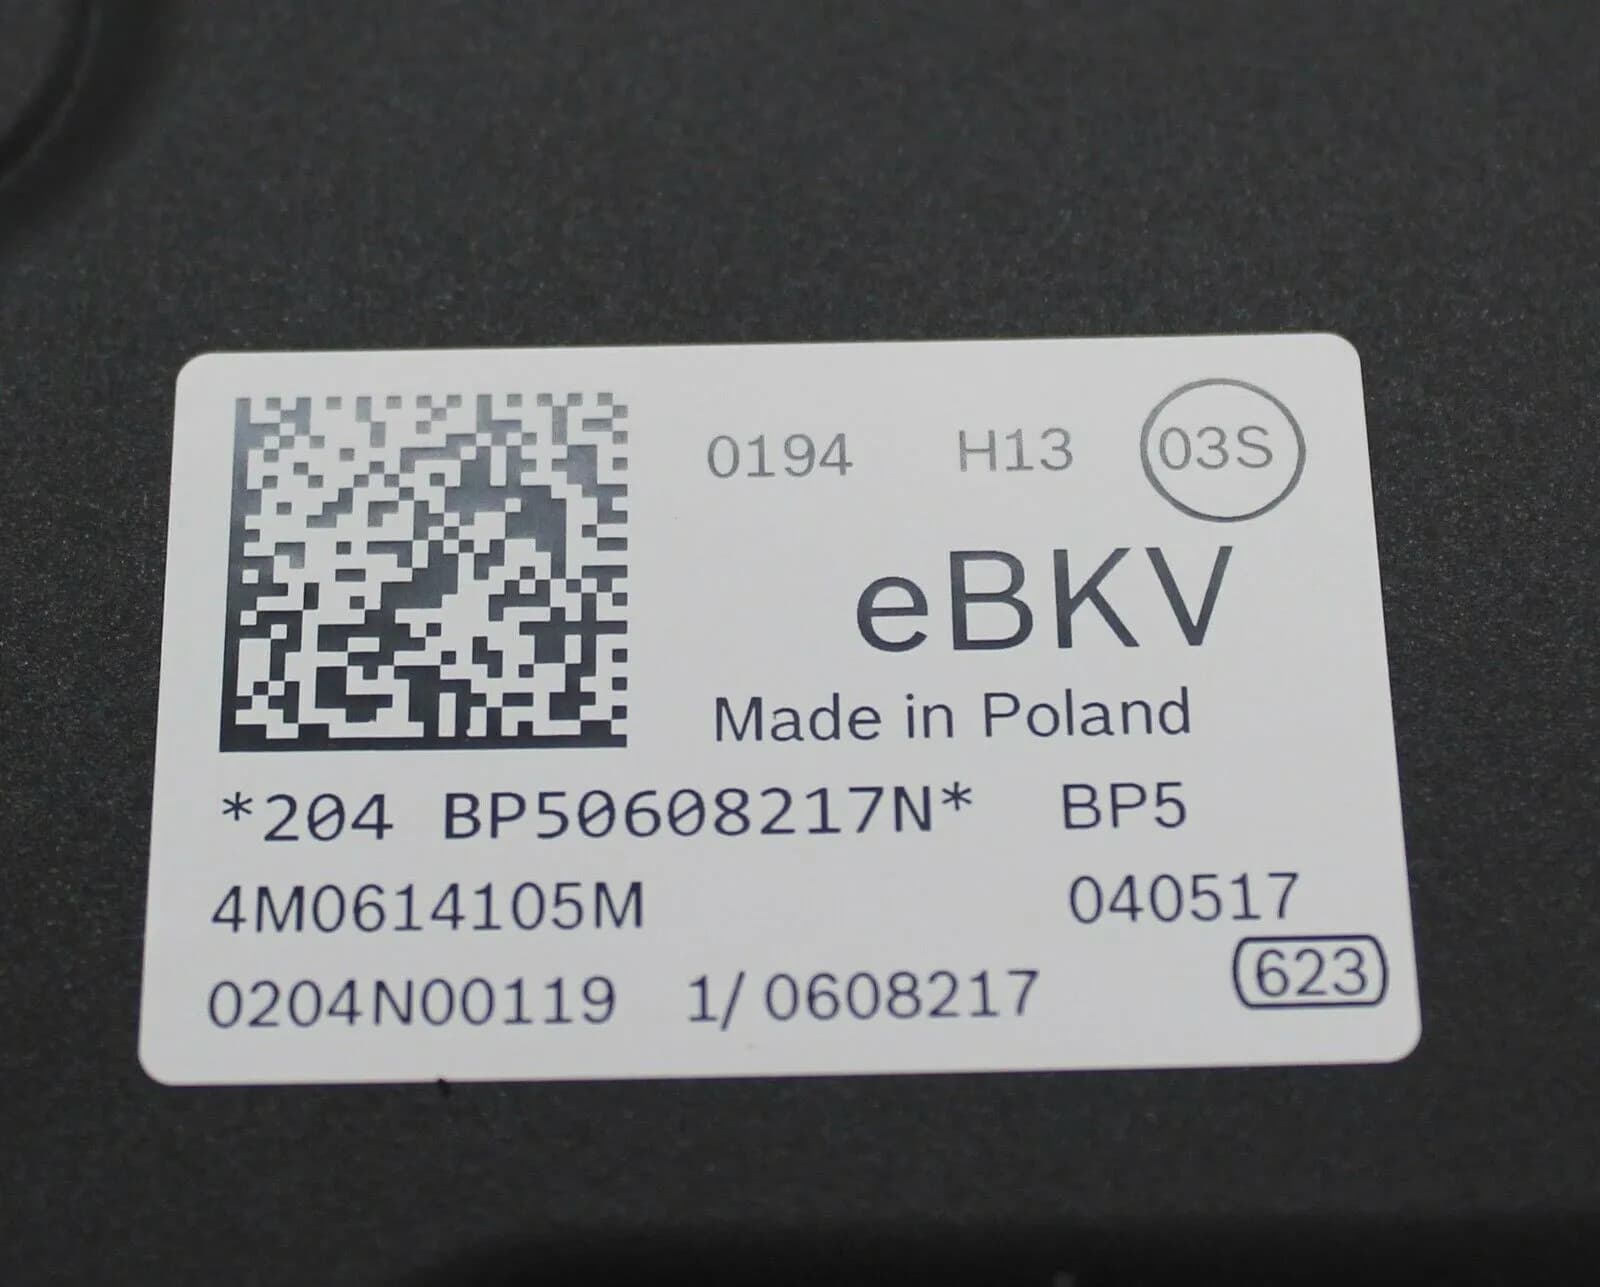 0194 H13 03S
eBKV
Made in Poland
*204 BP50608217N* BP5
4M0614105M 040517
623
0204N00119 1/0608217